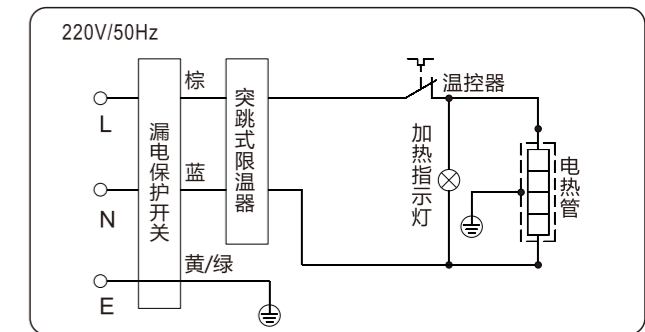 220V/50Hz
棕
温控器
L
漏电保护开关
突跳式限温器
加热指示灯
电热管
蓝
N
黄/绿
E